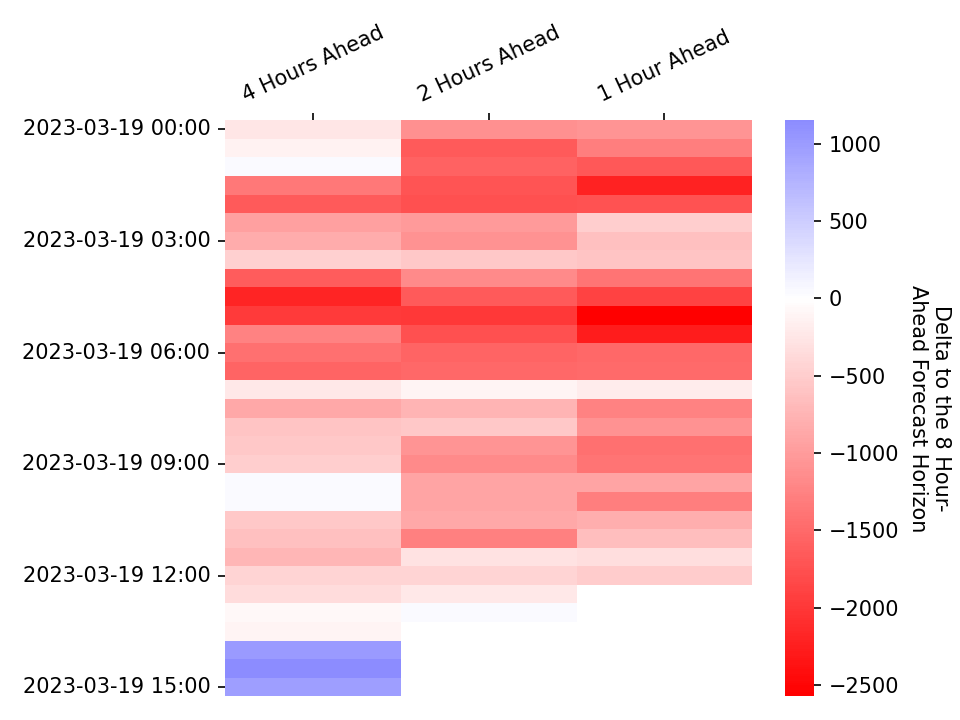 4 Hours Ahead
2 Hours Ahead
1 Hour Ahead
2023-03-19 00:00
2023-03-19 03:00
2023-03-19 06:00
2023-03-19 09:00
2023-03-19 12:00
2023-03-19 15:00
1000
500
0
−500
−1000
−1500
−2000
−2500
Delta to the 8 Hour-
Ahead Forecast Horizon